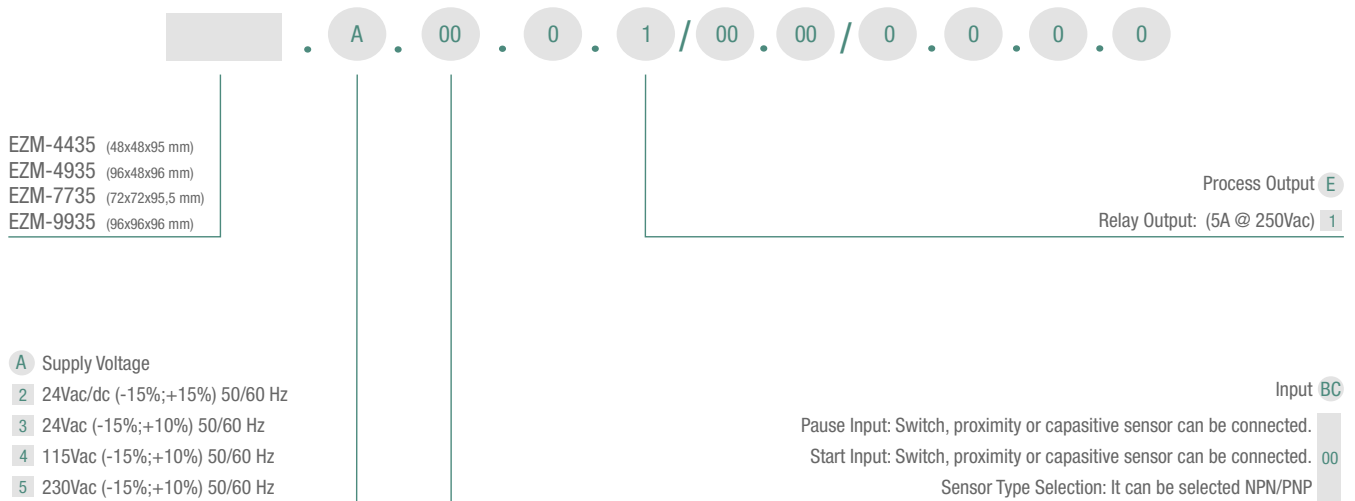 . A . 00 . 0 . 1 / 00 . 00 / 0 . 0 . 0 . 0
EZM-4435 (48x48x95 mm)
EZM-4935 (96x48x96 mm)
EZM-7735 (72x72x95,5 mm)
EZM-9935 (96x96x96 mm)
Process Output E
Relay Output: (5A @ 250Vac) 1
A Supply Voltage
2 24Vac/dc (-15%;+15%) 50/60 Hz
3 24Vac (-15%;+10%) 50/60 Hz
4 115Vac (-15%;+10%) 50/60 Hz
5 230Vac (-15%;+10%) 50/60 Hz
Input BC
Pause Input: Switch, proximity or capasitive sensor can be connected.
Start Input: Switch, proximity or capasitive sensor can be connected. 00
Sensor Type Selection: It can be selected NPN/PNP